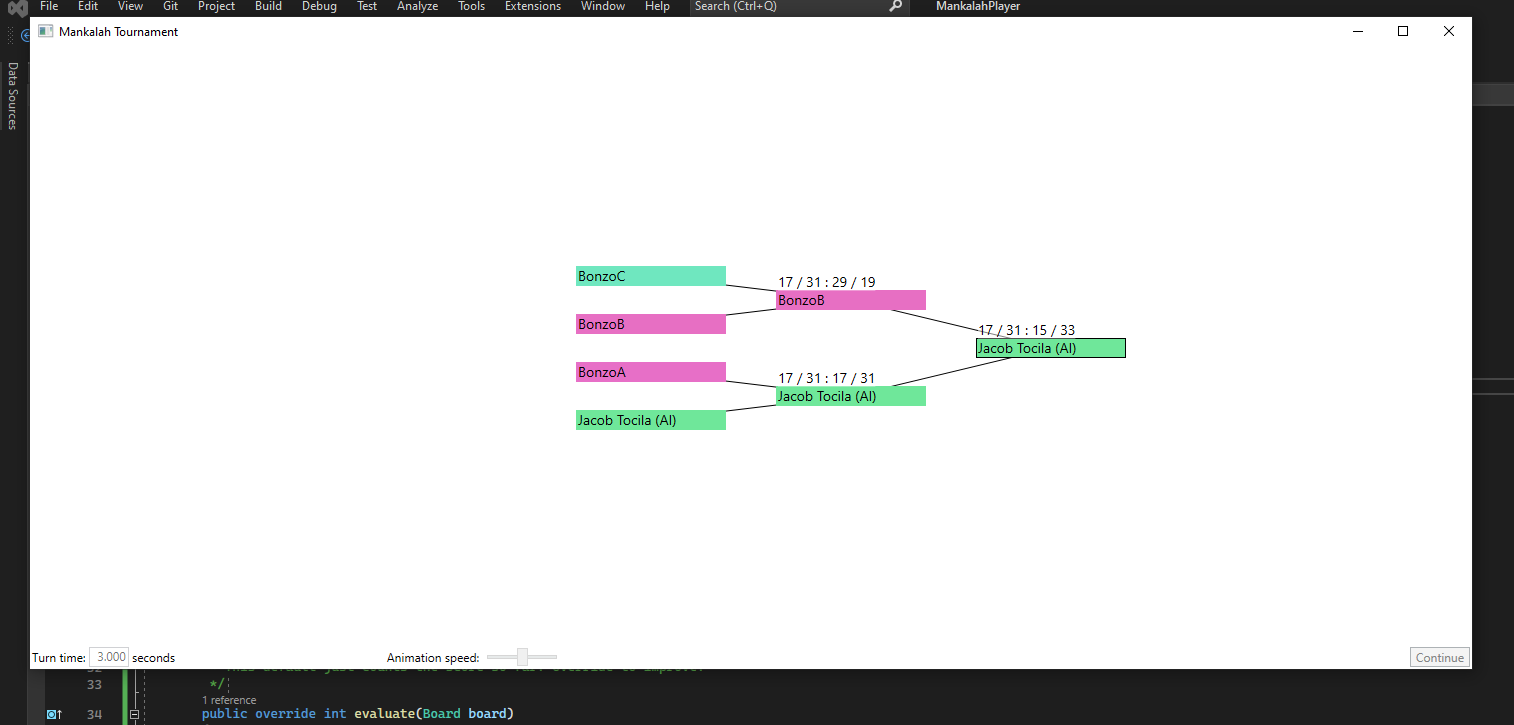 File Edit View Git Project Build Debug Test Analyze Tools Extensions Window Help Search (Ctrl+Q) MankalahPlayer
Mankalah Tournament
Data Sources
BonzoC
17 / 31 : 29 / 19
BonzoB
BonzoB
17 / 31 : 15 / 33
Jacob Tocila (AI)
BonzoA
17 / 31 : 17 / 31
Jacob Tocila (AI)
Jacob Tocila (AI)
Turn time: 3.000 seconds Animation speed: Continue
33 */
1 reference
34 public override int evaluate(Board board)